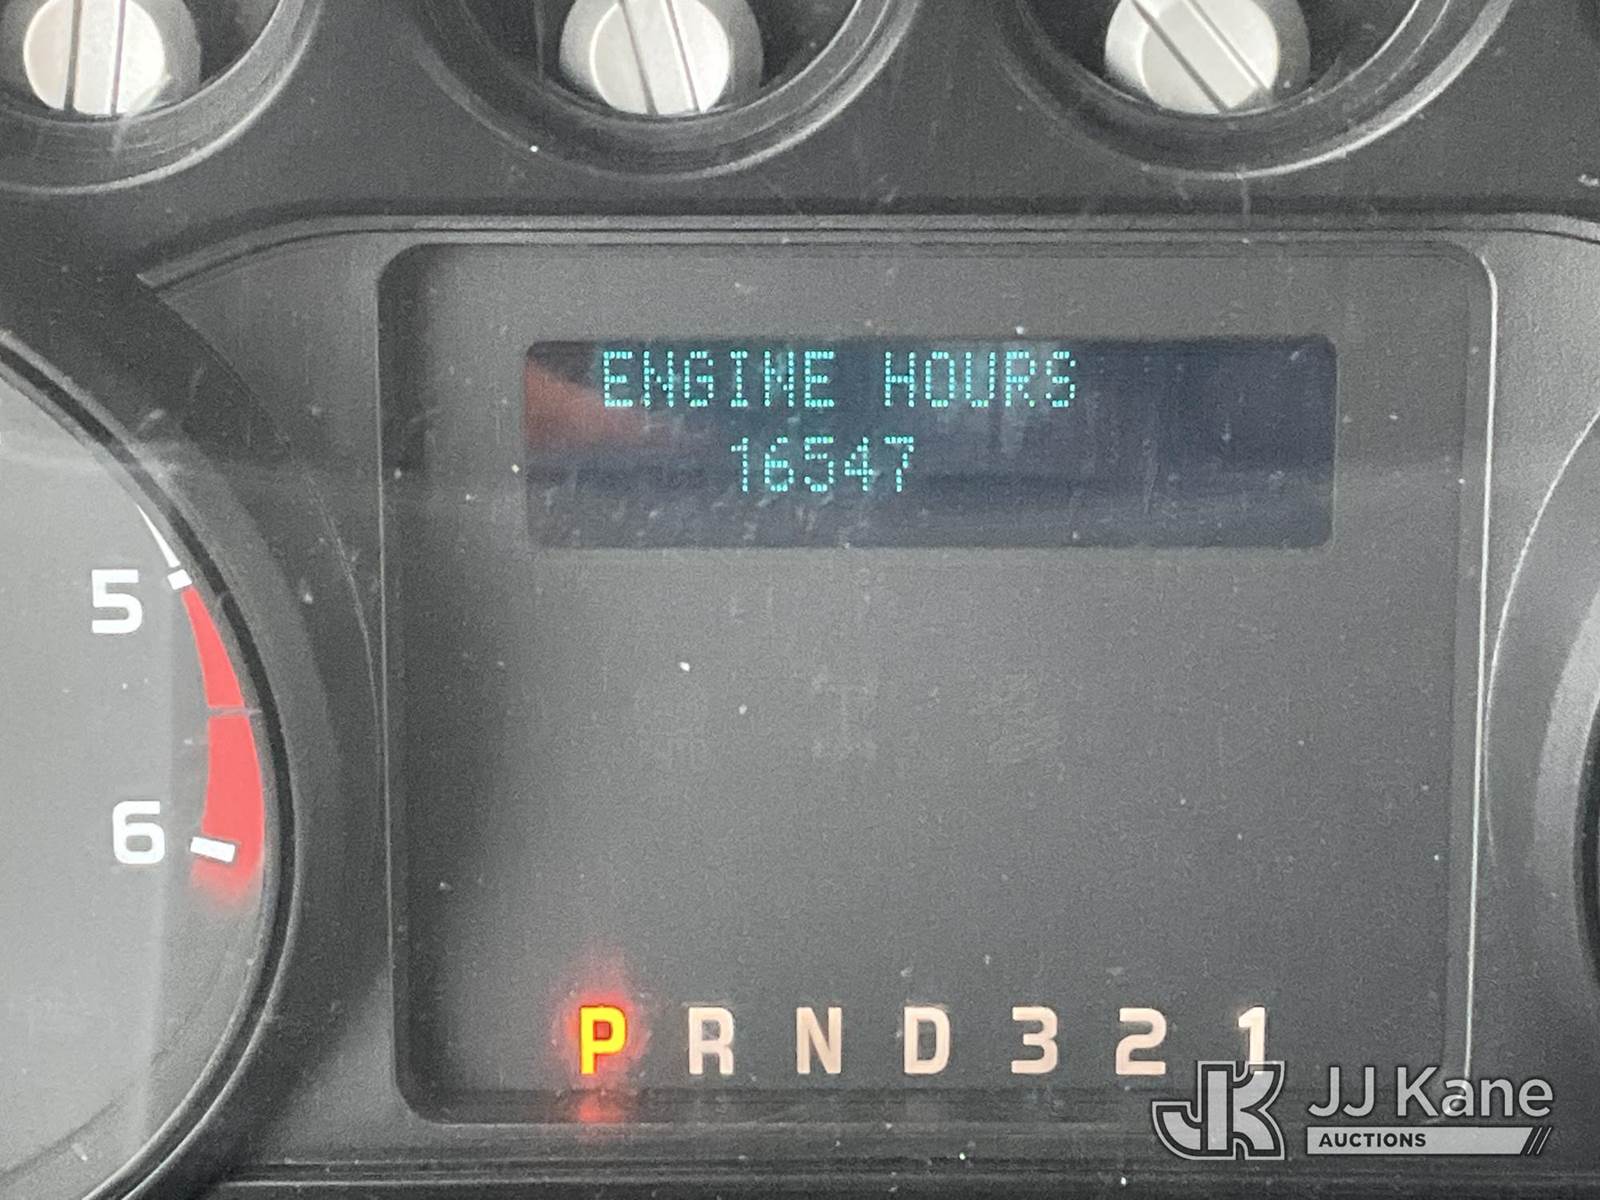 ENGINE HOURS
16547
5
6
P R N D 3 2 1
JK JJ Kane
AUCTIONS